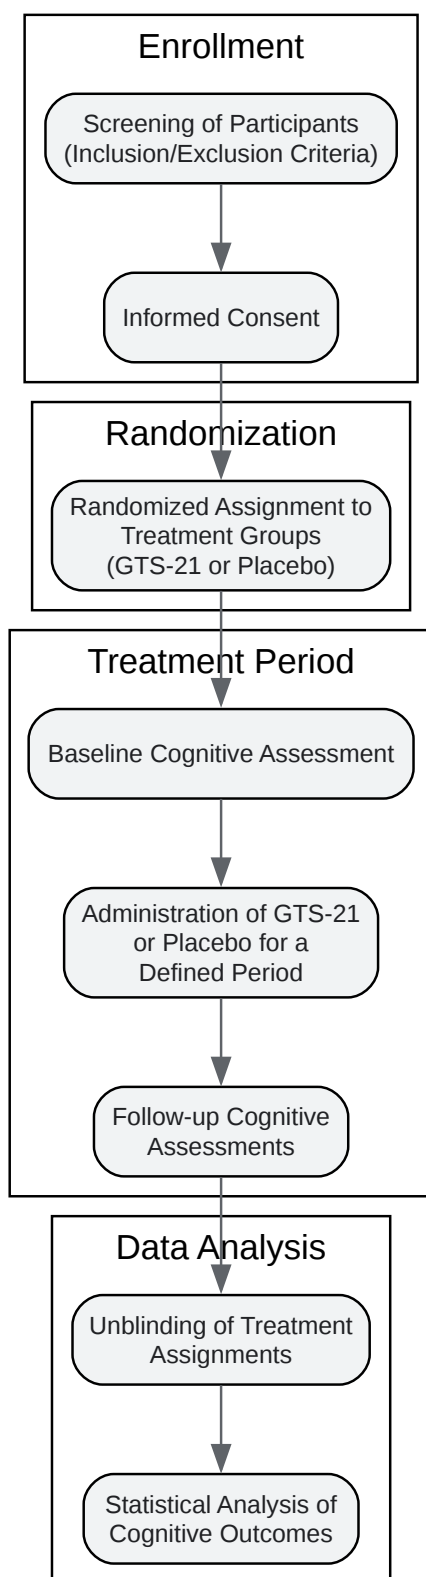 Enrollment
Screening of Participants
(Inclusion/Exclusion Criteria)
Informed Consent
Randomization
Randomized Assignment to
Treatment Groups
(GTS-21 or Placebo)
Treatment Period
Baseline Cognitive Assessment
Administration of GTS-21
or Placebo for a
Defined Period
Follow-up Cognitive
Assessments
Data Analysis
Unblinding of Treatment
Assignments
Statistical Analysis of
Cognitive Outcomes